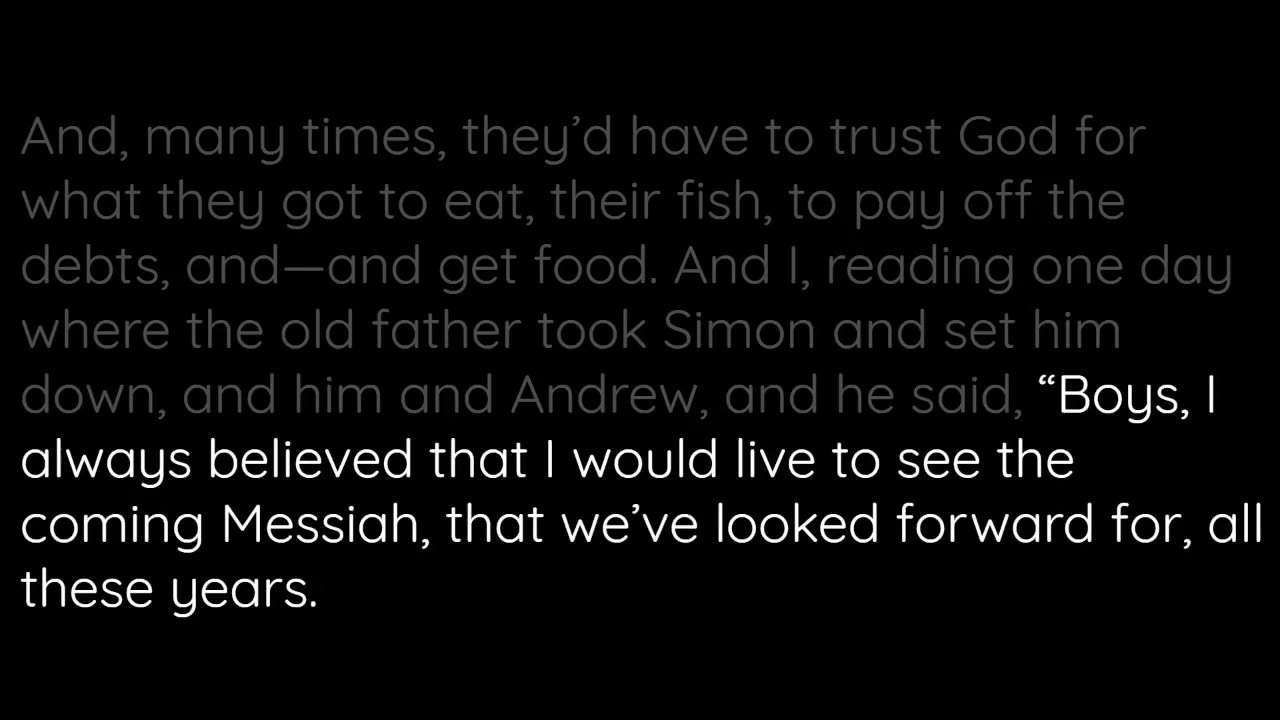 And, many times, they’d have to trust God for
what they got to eat, their fish, to pay off the
debts, and—and get food. And I, reading one day
where the old father took Simon and set him
down, and him and Andrew, and he said, “Boys, I
always believed that I would live to see the
coming Messiah, that we’ve looked forward for, all
these years.